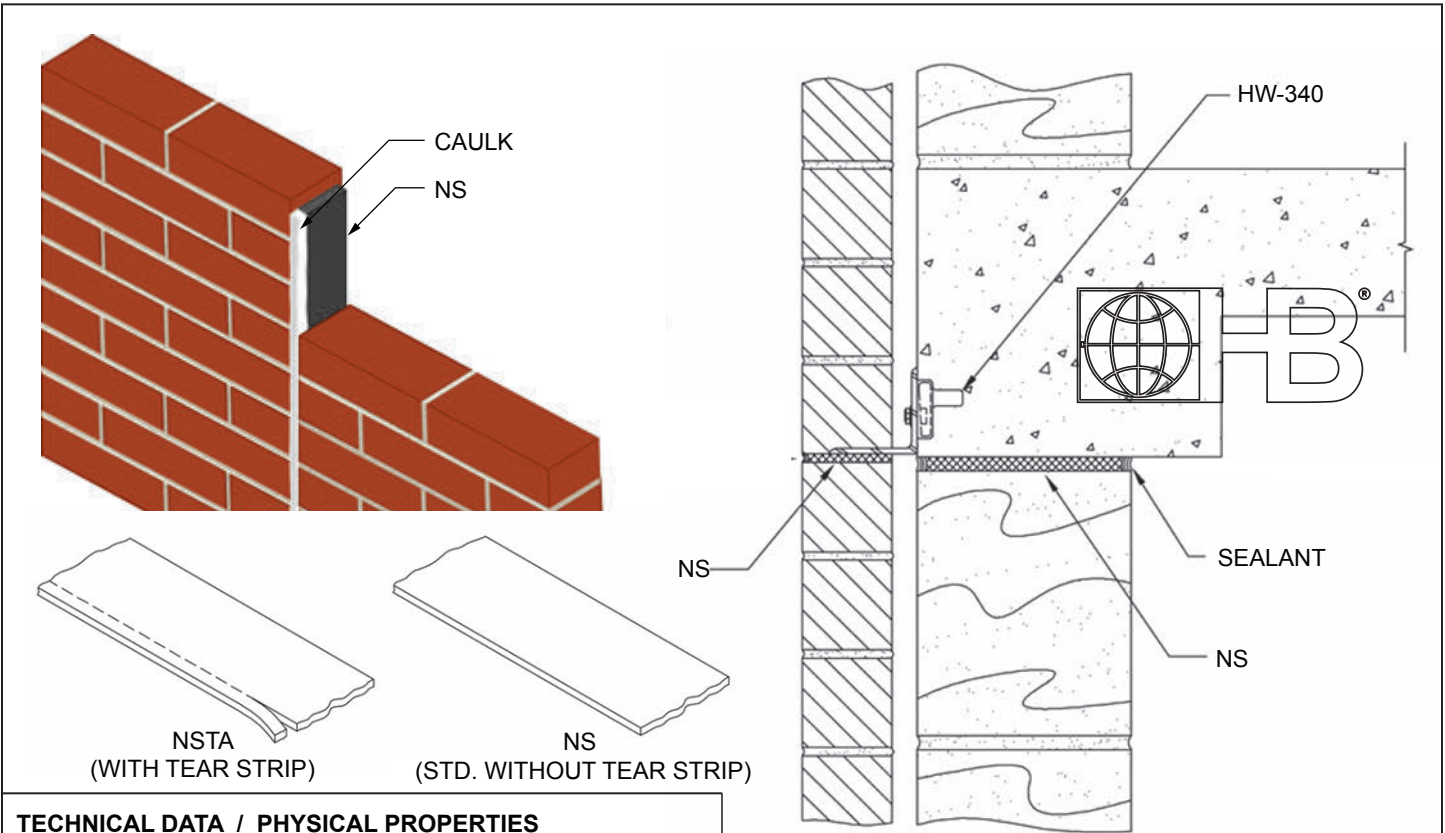 CAULK
NS
HW-340
B®
NS
SEALANT
NS
NSTA
(WITH TEAR STRIP)
NS
(STD. WITHOUT TEAR STRIP)
TECHNICAL DATA / PHYSICAL PROPERTIES